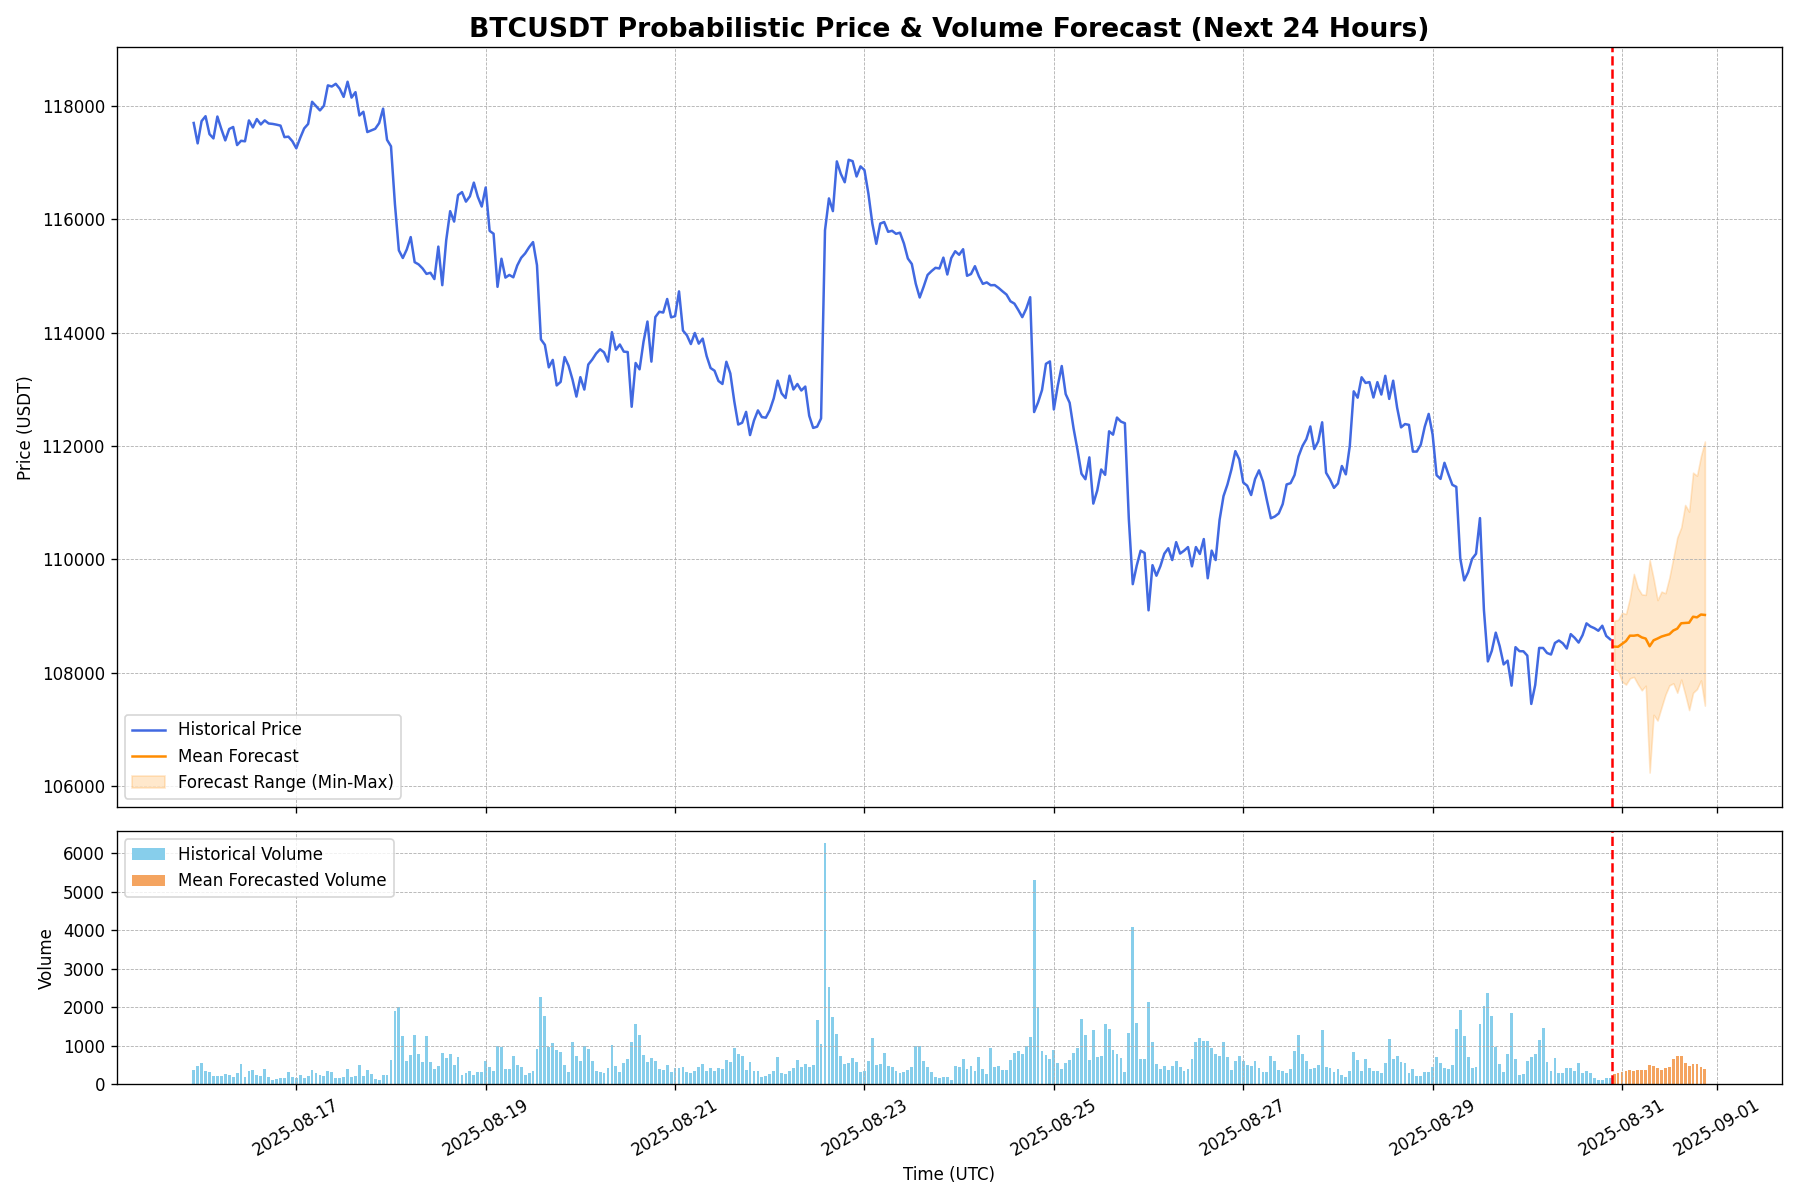 BTCUSDT Probabilistic Price & Volume Forecast (Next 24 Hours)
118000
116000
114000
112000
110000
108000
106000
Price (USDT)
Historical Price
Mean Forecast
Forecast Range (Min-Max)
6000
5000
4000
3000
2000
1000
0
Volume
Historical Volume
Mean Forecasted Volume
2025-08-17
2025-08-19
2025-08-21
2025-08-23
2025-08-25
2025-08-27
2025-08-29
2025-08-31
2025-09-01
Time (UTC)